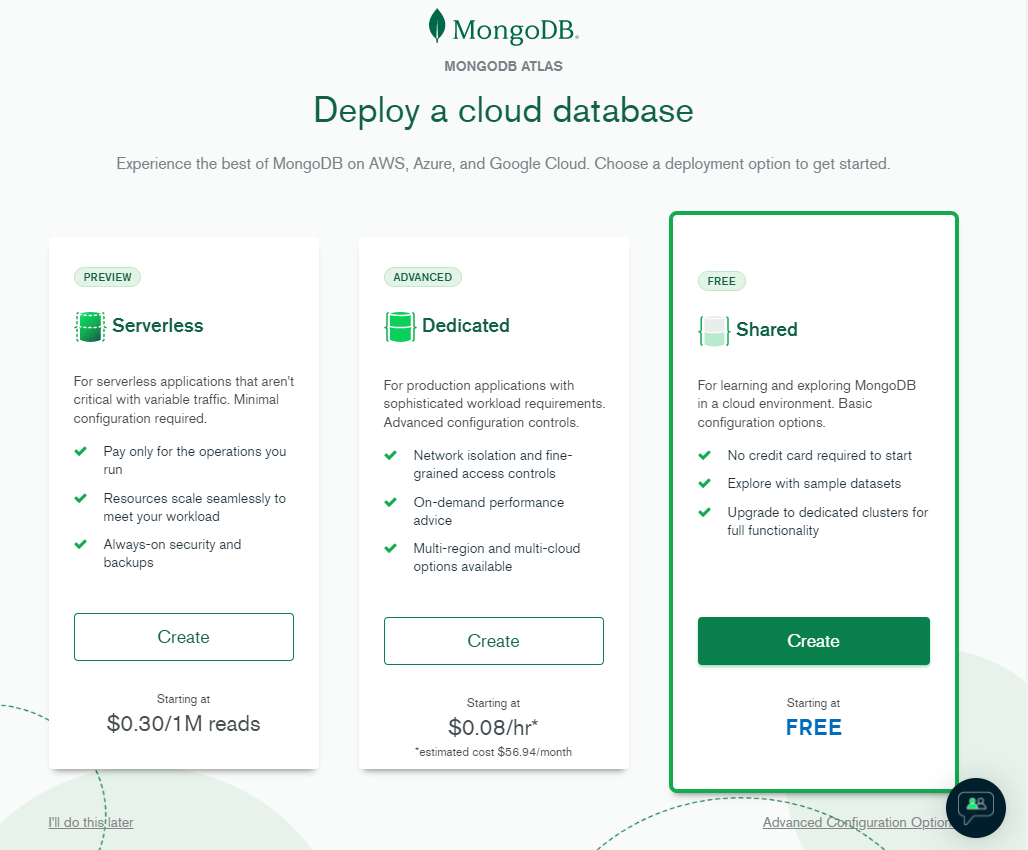 MongoDB®
MONGODB ATLAS
Deploy a cloud database
Experience the best of MongoDB on AWS, Azure, and Google Cloud. Choose a deployment option to get started.
PREVIEW
Serverless
For serverless applications that aren't
critical with variable traffic. Minimal
configuration required.
Pay only for the operations you
run
Resources scale seamlessly to
meet your workload
Always-on security and
backups
Create
Starting at
$0.30/1M reads
ADVANCED
Dedicated
For production applications with
sophisticated workload requirements.
Advanced configuration controls.
Network isolation and fine-
grained access controls
On-demand performance
advice
Multi-region and multi-cloud
options available
Create
Starting at
$0.08/hr*
*estimated cost $56.94/month
FREE
Shared
For learning and exploring MongoDB
in a cloud environment. Basic
configuration options.
No credit card required to start
Explore with sample datasets
Upgrade to dedicated clusters for
full functionality
Create
Starting at
FREE
I'll do this later
Advanced Configuration Option